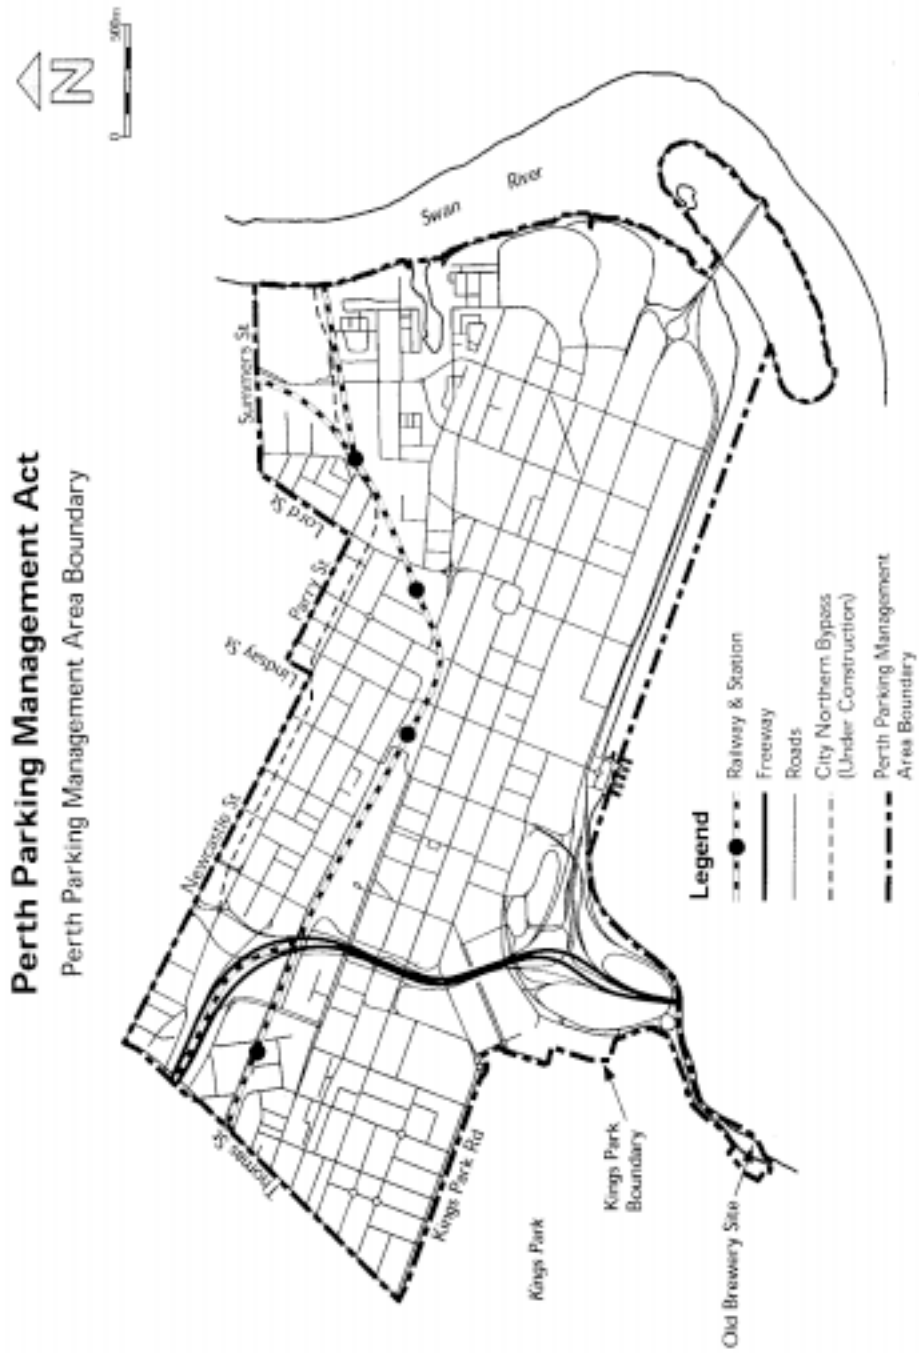 Perth Parking Management Act
Perth Parking Management Area Boundary
N
0 500m
Summers St.
Lord St
Parry St
Lindsay St
Newcastle St
Thomas St
Kings Park Rd
Kings Park
Kings Park
Boundary
Old Brewery Site
Swan River
Legend
Railway & Station
Freeway
Roads
City Northern Bypass
(Under Construction)
Perth Parking Management
Area Boundary